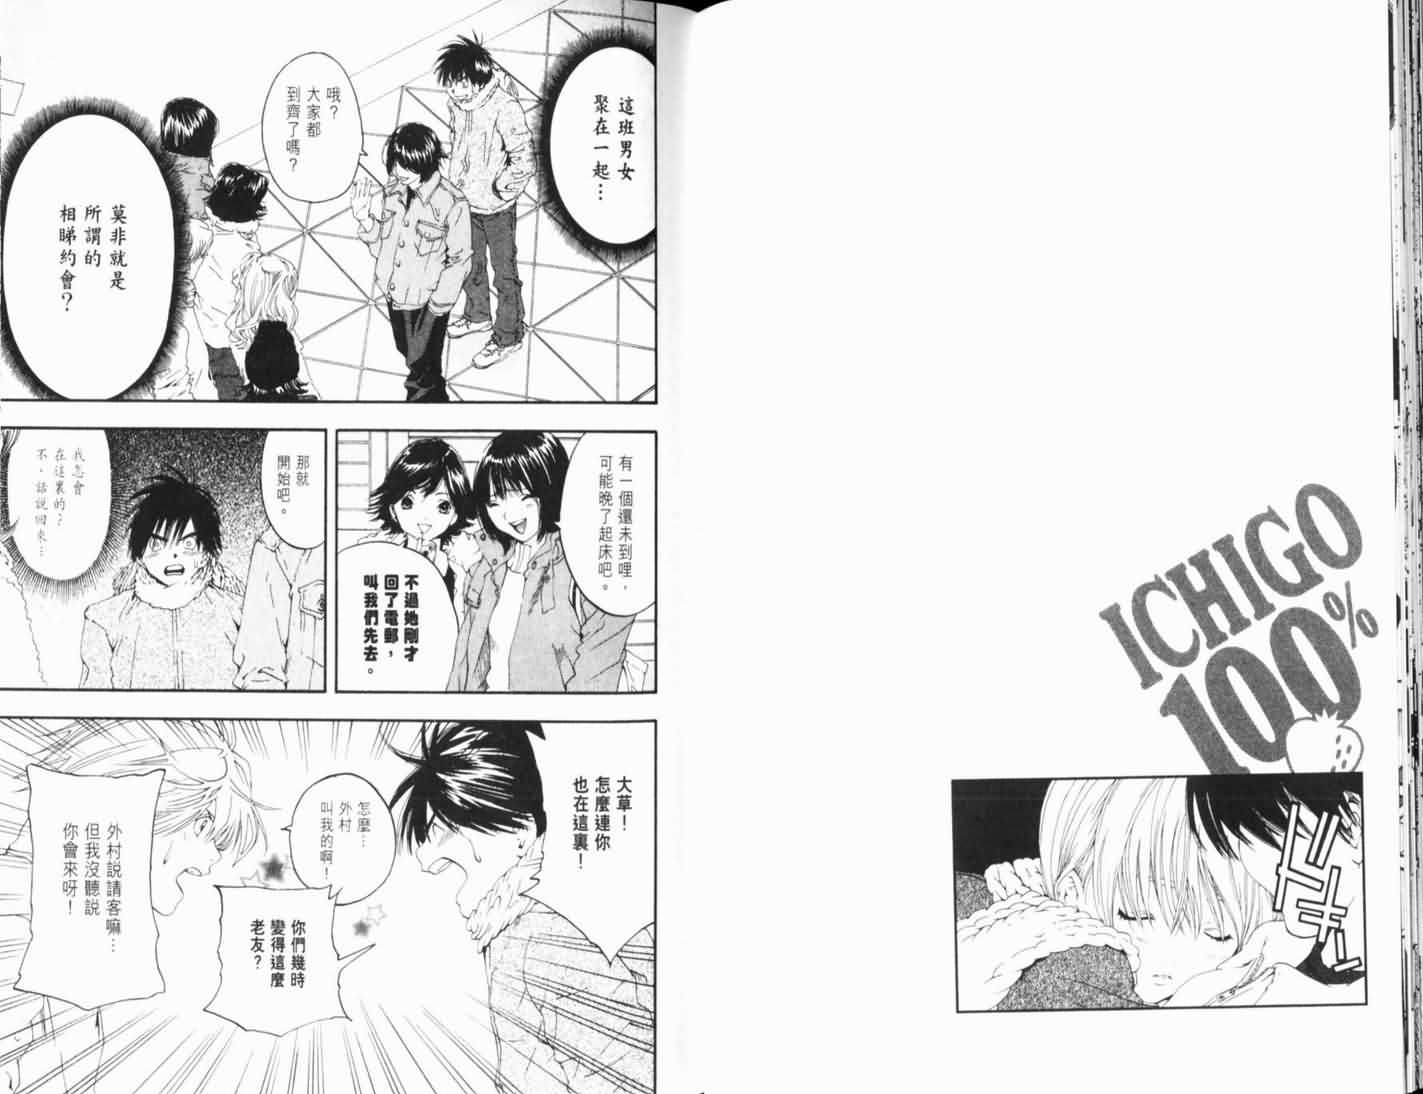 ICHIGO
100%
ドキ
這班男女
聚在一起…
哦？
大家都
到齊了嗎？
莫非就是
所謂的
相睇約會？
有一個還未到哩，
可能晚了起床吧。
不過她剛才
回了電郵，
叫我們先去。
那就
開始吧。
我怎會
在這裏的？
不，話說回來…
大草！
怎麼連你
也在這裏！
怎麼…
外村
叫我的啊！
你們幾時
變得這麼
老友？
外村說請客嘛…
但我沒聽說
你會來呀！